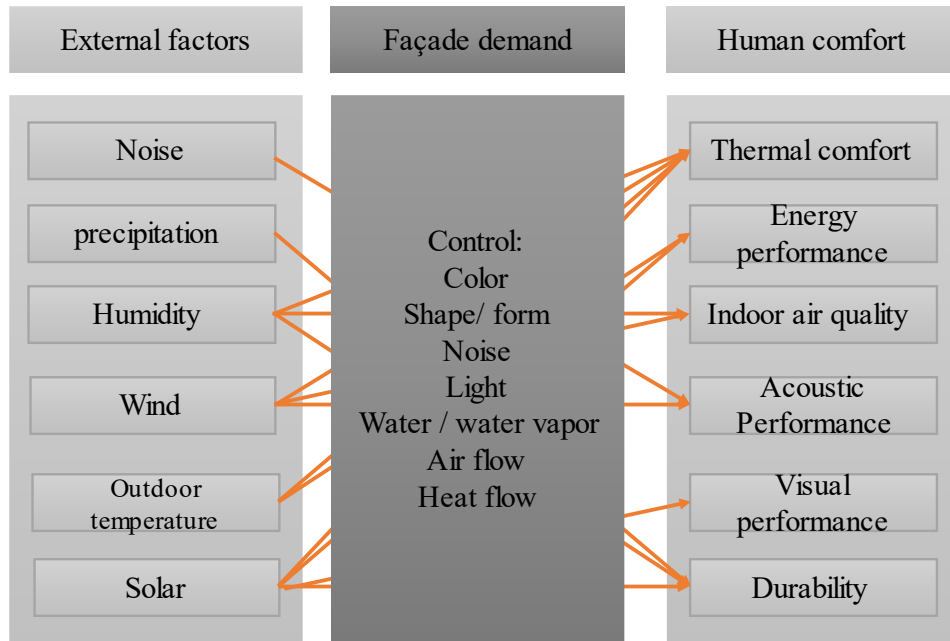 External factors
Façade demand
Human comfort
Noise
precipitation
Humidity
Wind
Outdoor
temperature
Solar
Control:
Color
Shape/ form
Noise
Light
Water / water vapor
Air flow
Heat flow
Thermal comfort
Energy
performance
Indoor air quality
Acoustic
Performance
Visual
performance
Durability